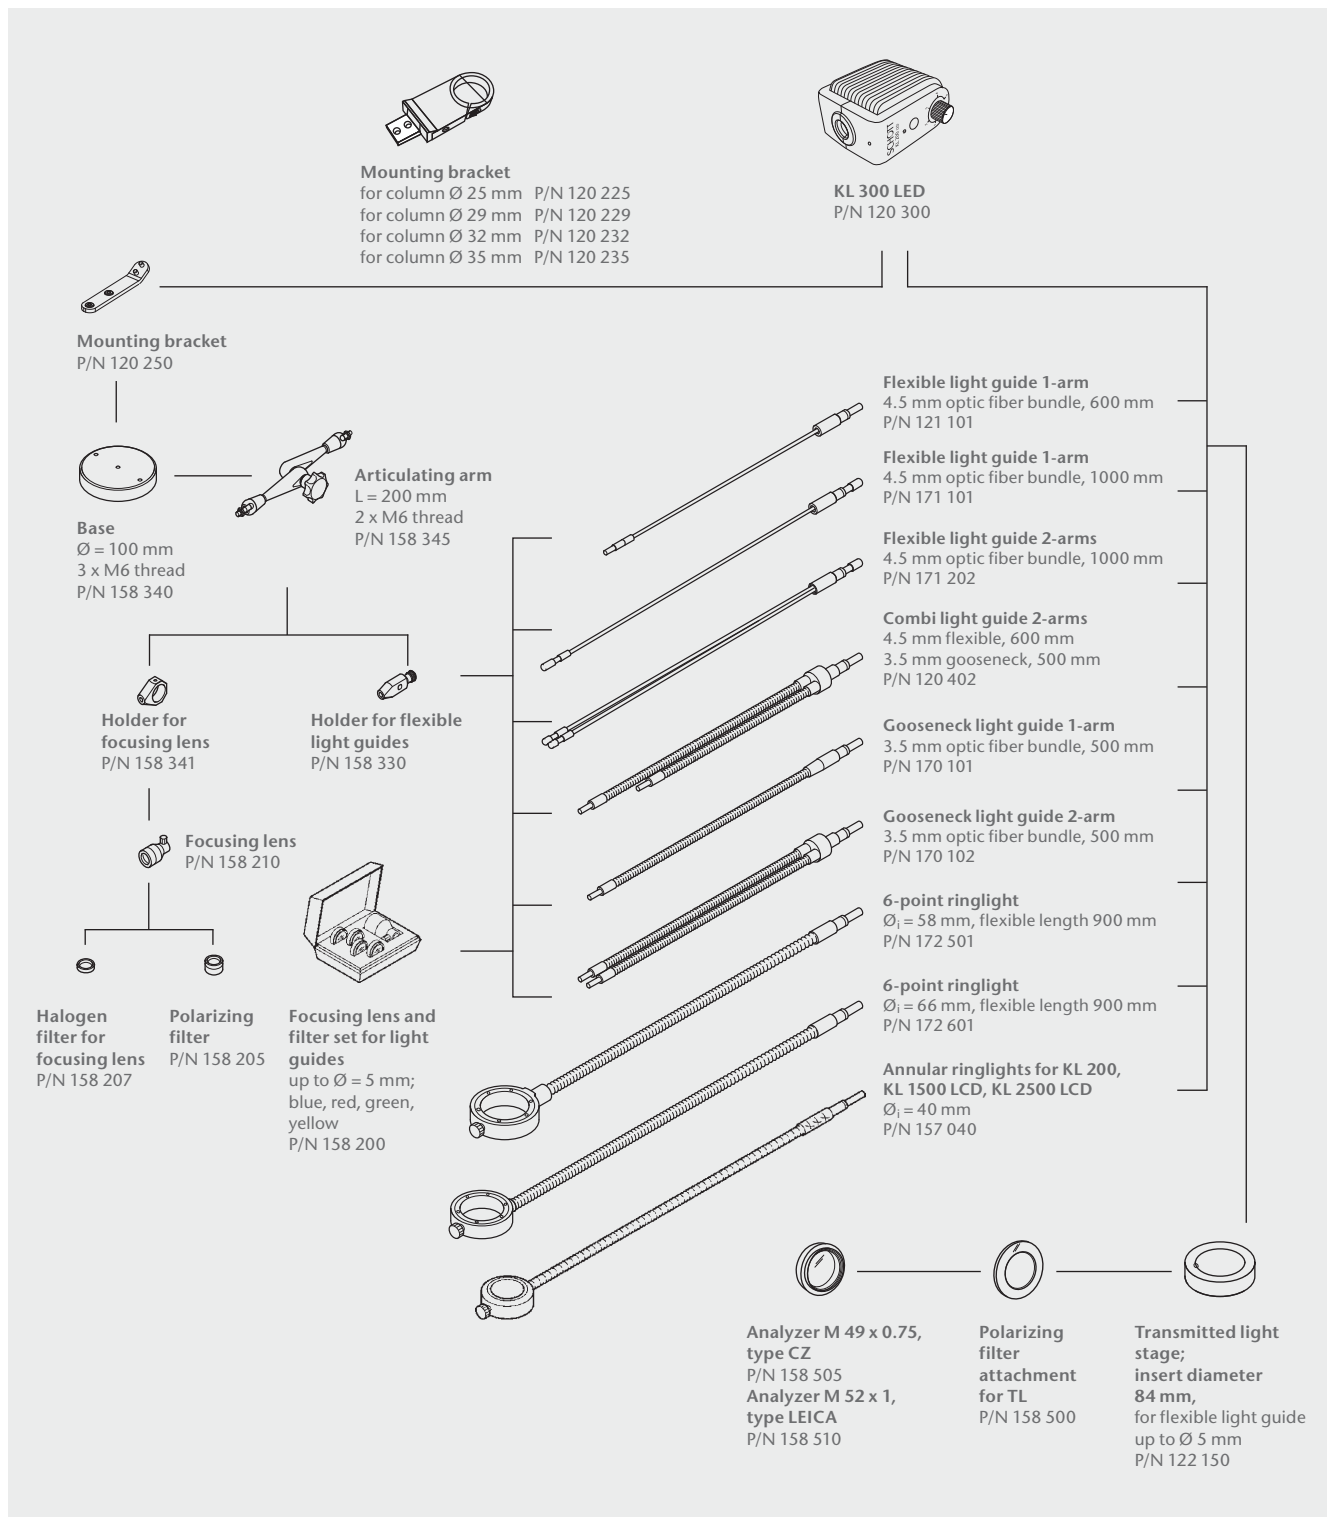 SCHOTT
Mounting bracket
for column Ø 25 mm P/N 120 225
for column Ø 29 mm P/N 120 229
for column Ø 32 mm P/N 120 232
for column Ø 35 mm P/N 120 235
KL 300 LED
P/N 120 300
Mounting bracket
P/N 120 250
Base
Ø = 100 mm
3 x M6 thread
P/N 158 340
Articulating arm
L = 200 mm
2 x M6 thread
P/N 158 345
Holder for
focusing lens
P/N 158 341
Holder for flexible
light guides
P/N 158 330
Focusing lens
P/N 158 210
Halogen
filter for
focusing lens
P/N 158 207
Polarizing
filter
P/N 158 205
Focusing lens and
filter set for light
guides
up to Ø = 5 mm;
blue, red, green,
yellow
P/N 158 200
Flexible light guide 1-arm
4.5 mm optic fiber bundle, 600 mm
P/N 121 101
Flexible light guide 1-arm
4.5 mm optic fiber bundle, 1000 mm
P/N 171 101
Flexible light guide 2-arms
4.5 mm optic fiber bundle, 1000 mm
P/N 171 202
Combi light guide 2-arms
4.5 mm flexible, 600 mm
3.5 mm gooseneck, 500 mm
P/N 120 402
Gooseneck light guide 1-arm
3.5 mm optic fiber bundle, 500 mm
P/N 170 101
Gooseneck light guide 2-arm
3.5 mm optic fiber bundle, 500 mm
P/N 170 102
6-point ringlight
Øi = 58 mm, flexible length 900 mm
P/N 172 501
6-point ringlight
Øi = 66 mm, flexible length 900 mm
P/N 172 601
Annular ringlights for KL 200,
KL 1500 LCD, KL 2500 LCD
Øi = 40 mm
P/N 157 040
Analyzer M 49 x 0.75,
type CZ
P/N 158 505
Analyzer M 52 x 1,
type LEICA
P/N 158 510
Polarizing
filter
attachment
for TL
P/N 158 500
Transmitted light
stage;
insert diameter
84 mm,
for flexible light guide
up to Ø 5 mm
P/N 122 150